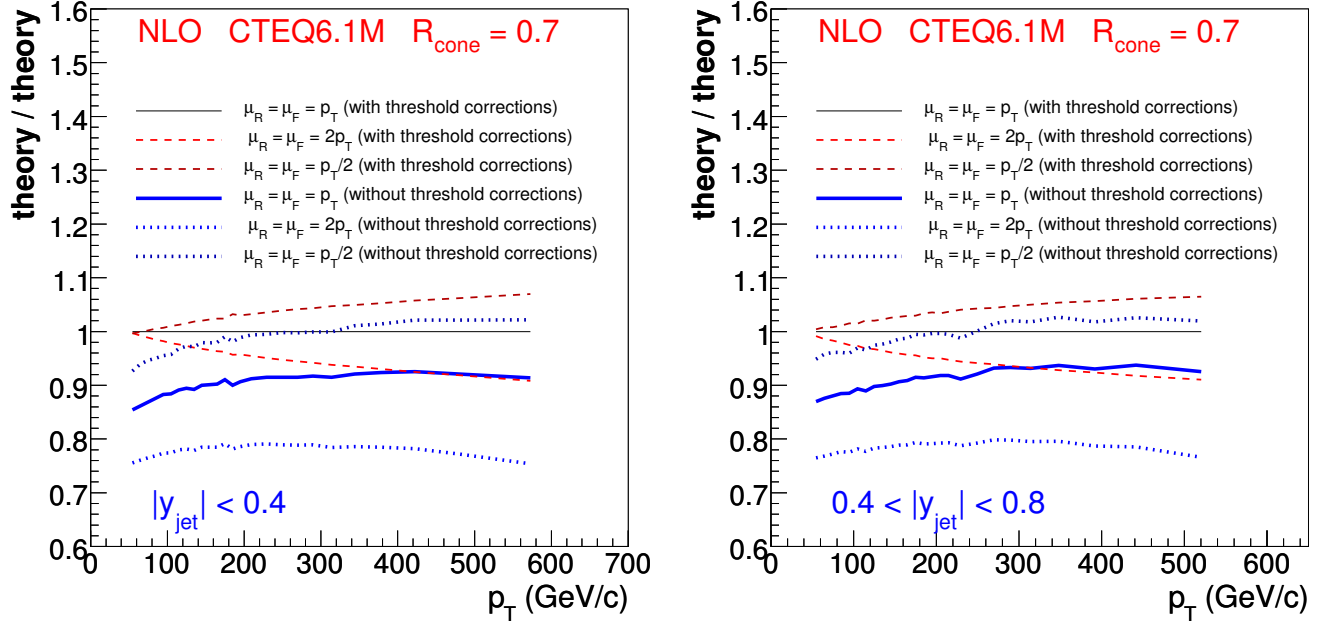 NLO CTEQ6.1M R_cone = 0.7
theory / theory
1.6
1.5
1.4
1.3
1.2
1.1
1
0.9
0.8
0.7
0.6
μ_R = μ_F = p_T (with threshold corrections)
μ_R = μ_F = 2p_T (with threshold corrections)
μ_R = μ_F = p_T/2 (with threshold corrections)
μ_R = μ_F = p_T (without threshold corrections)
μ_R = μ_F = 2p_T (without threshold corrections)
μ_R = μ_F = p_T/2 (without threshold corrections)
|y_jet| < 0.4
0 100 200 300 400 500 600 700
p_T (GeV/c)
NLO CTEQ6.1M R_cone = 0.7
theory / theory
1.6
1.5
1.4
1.3
1.2
1.1
1
0.9
0.8
0.7
0.6
μ_R = μ_F = p_T (with threshold corrections)
μ_R = μ_F = 2p_T (with threshold corrections)
μ_R = μ_F = p_T/2 (with threshold corrections)
μ_R = μ_F = p_T (without threshold corrections)
μ_R = μ_F = 2p_T (without threshold corrections)
μ_R = μ_F = p_T/2 (without threshold corrections)
0.4 < |y_jet| < 0.8
0 100 200 300 400 500 600
p_T (GeV/c)